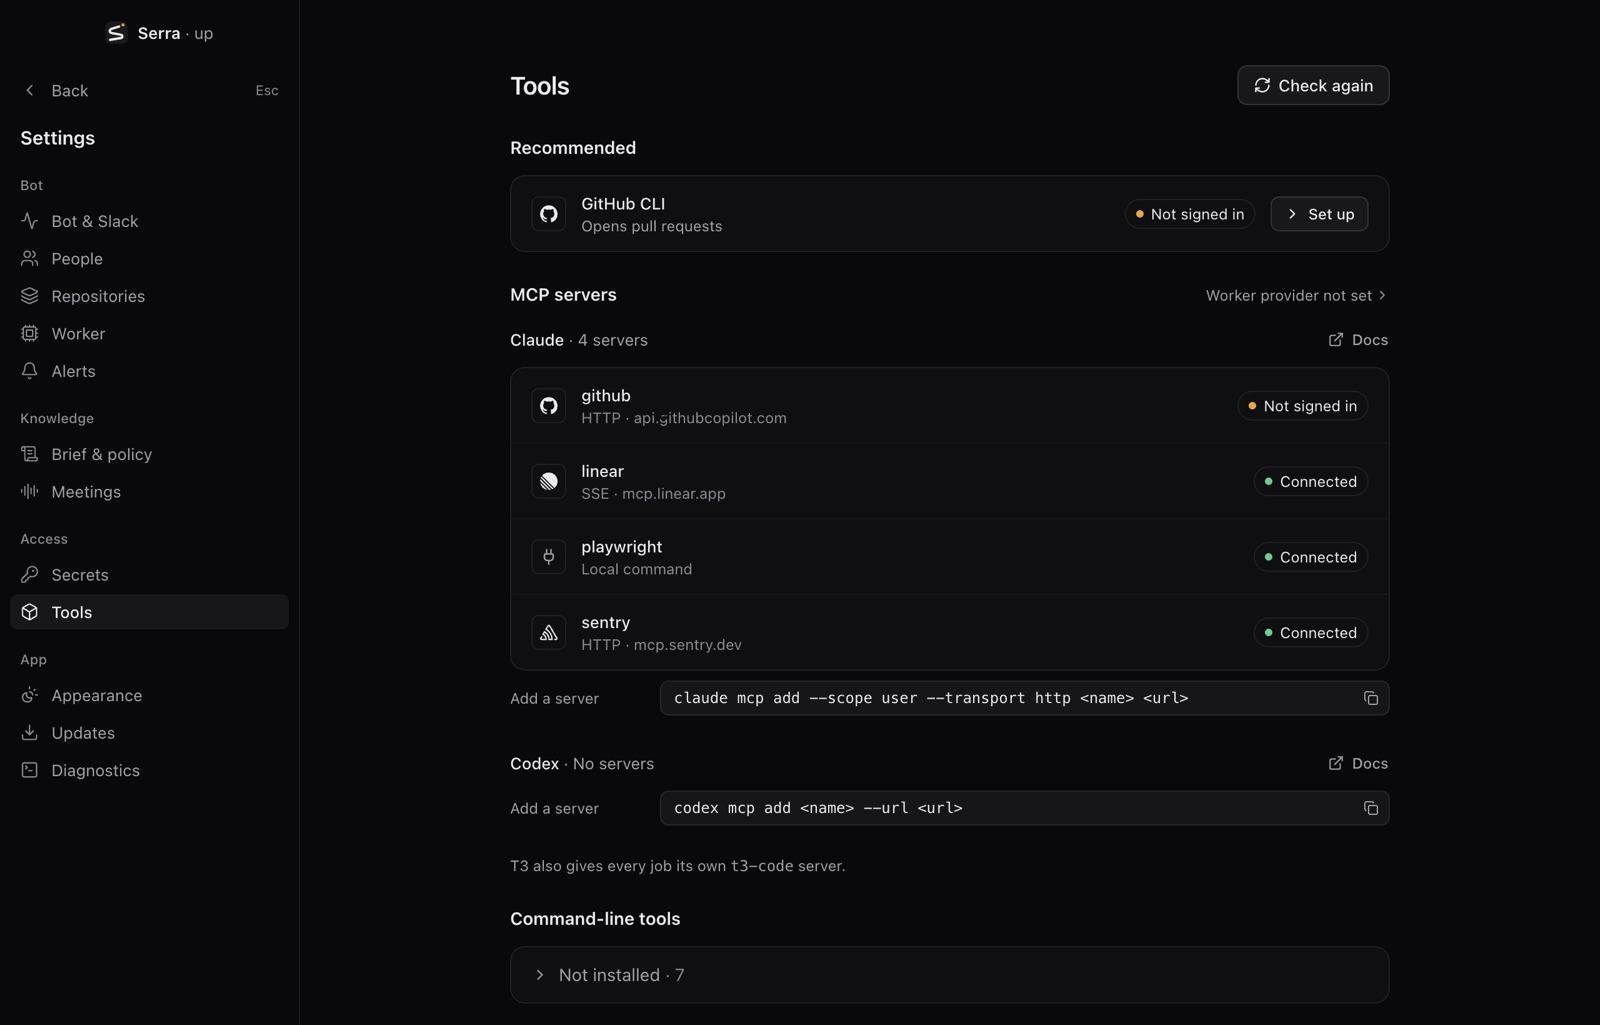 Serra · up
Back
Esc
Settings
Bot
Bot & Slack
People
Repositories
Worker
Alerts
Knowledge
Brief & policy
Meetings
Access
Secrets
Tools
App
Appearance
Updates
Diagnostics
Tools
Check again
Recommended
GitHub CLI
Opens pull requests
Not signed in
Set up
MCP servers
Worker provider not set
Claude · 4 servers
Docs
github
HTTP · api.githubcopilot.com
Not signed in
linear
SSE · mcp.linear.app
Connected
playwright
Local command
Connected
sentry
HTTP · mcp.sentry.dev
Connected
Add a server
claude mcp add --scope user --transport http <name> <url>
Codex · No servers
Docs
Add a server
codex mcp add <name> --url <url>
T3 also gives every job its own t3-code server.
Command-line tools
Not installed · 7